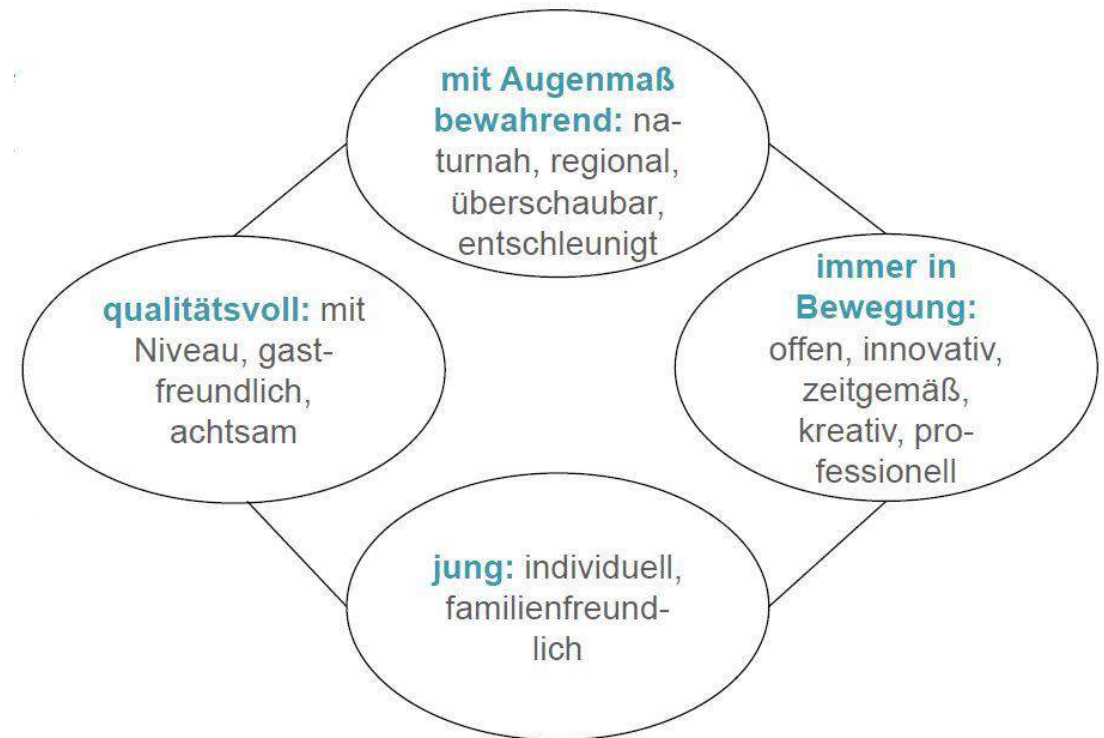 mit Augenmaß
bewahrend: na-
turnah, regional,
überschaubar,
entschleunigt
qualitätsvoll: mit
Niveau, gast-
freundlich,
achtsam
immer in
Bewegung:
offen, innovativ,
zeitgemäß,
kreativ, pro-
fessionell
jung: individuell,
familienfreund-
lich